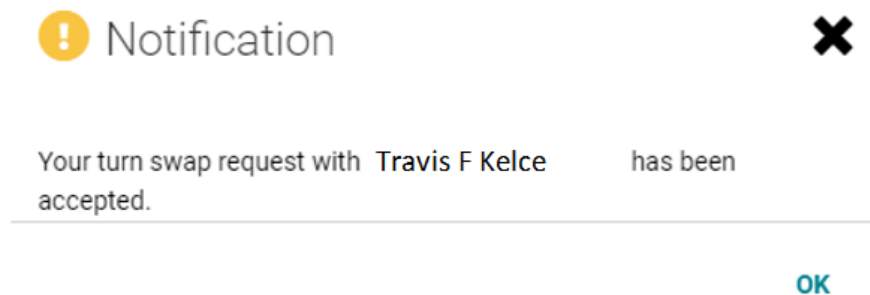 Notification
Your turn swap request with Travis F Kelce has been
accepted.
OK